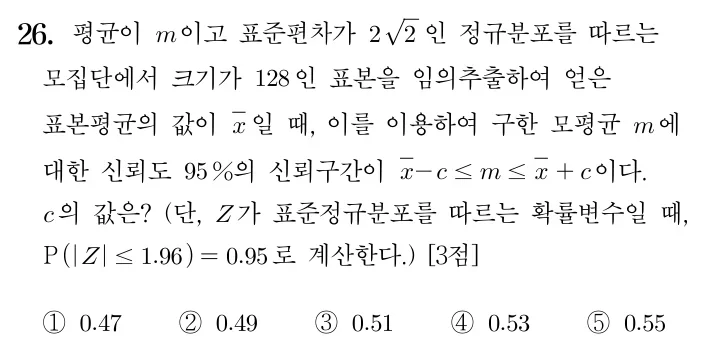 26. 평균이 m이고 표준편차가 2√2 인 정규분포를 따르는
모집단에서 크기가 128인 표본을 임의추출하여 얻은
표본평균의 값이 x̅일 때, 이를 이용하여 구한 모평균 m에
대한 신뢰도 95%의 신뢰구간이 x̅-c ≤ m ≤ x̅+c이다.
c의 값은? (단, Z가 표준정규분포를 따르는 확률변수일 때,
P(|Z| ≤ 1.96) = 0.95로 계산한다.) [3점]
① 0.47 ② 0.49 ③ 0.51 ④ 0.53 ⑤ 0.55